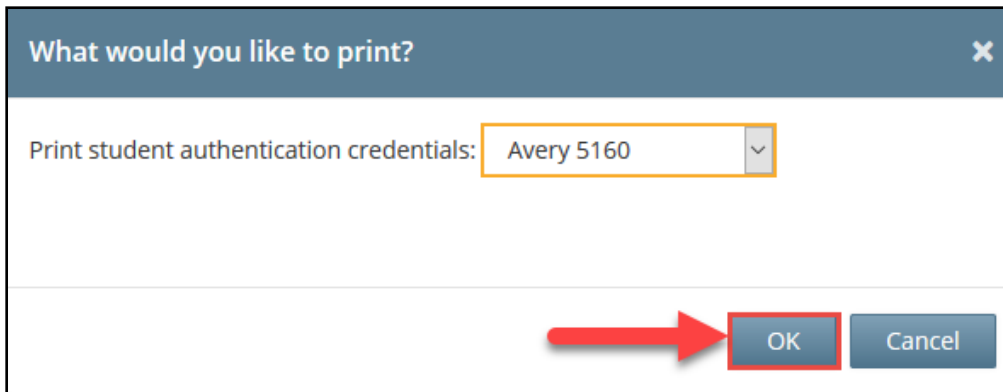 What would you like to print?
Print student authentication credentials: Avery 5160
OK Cancel